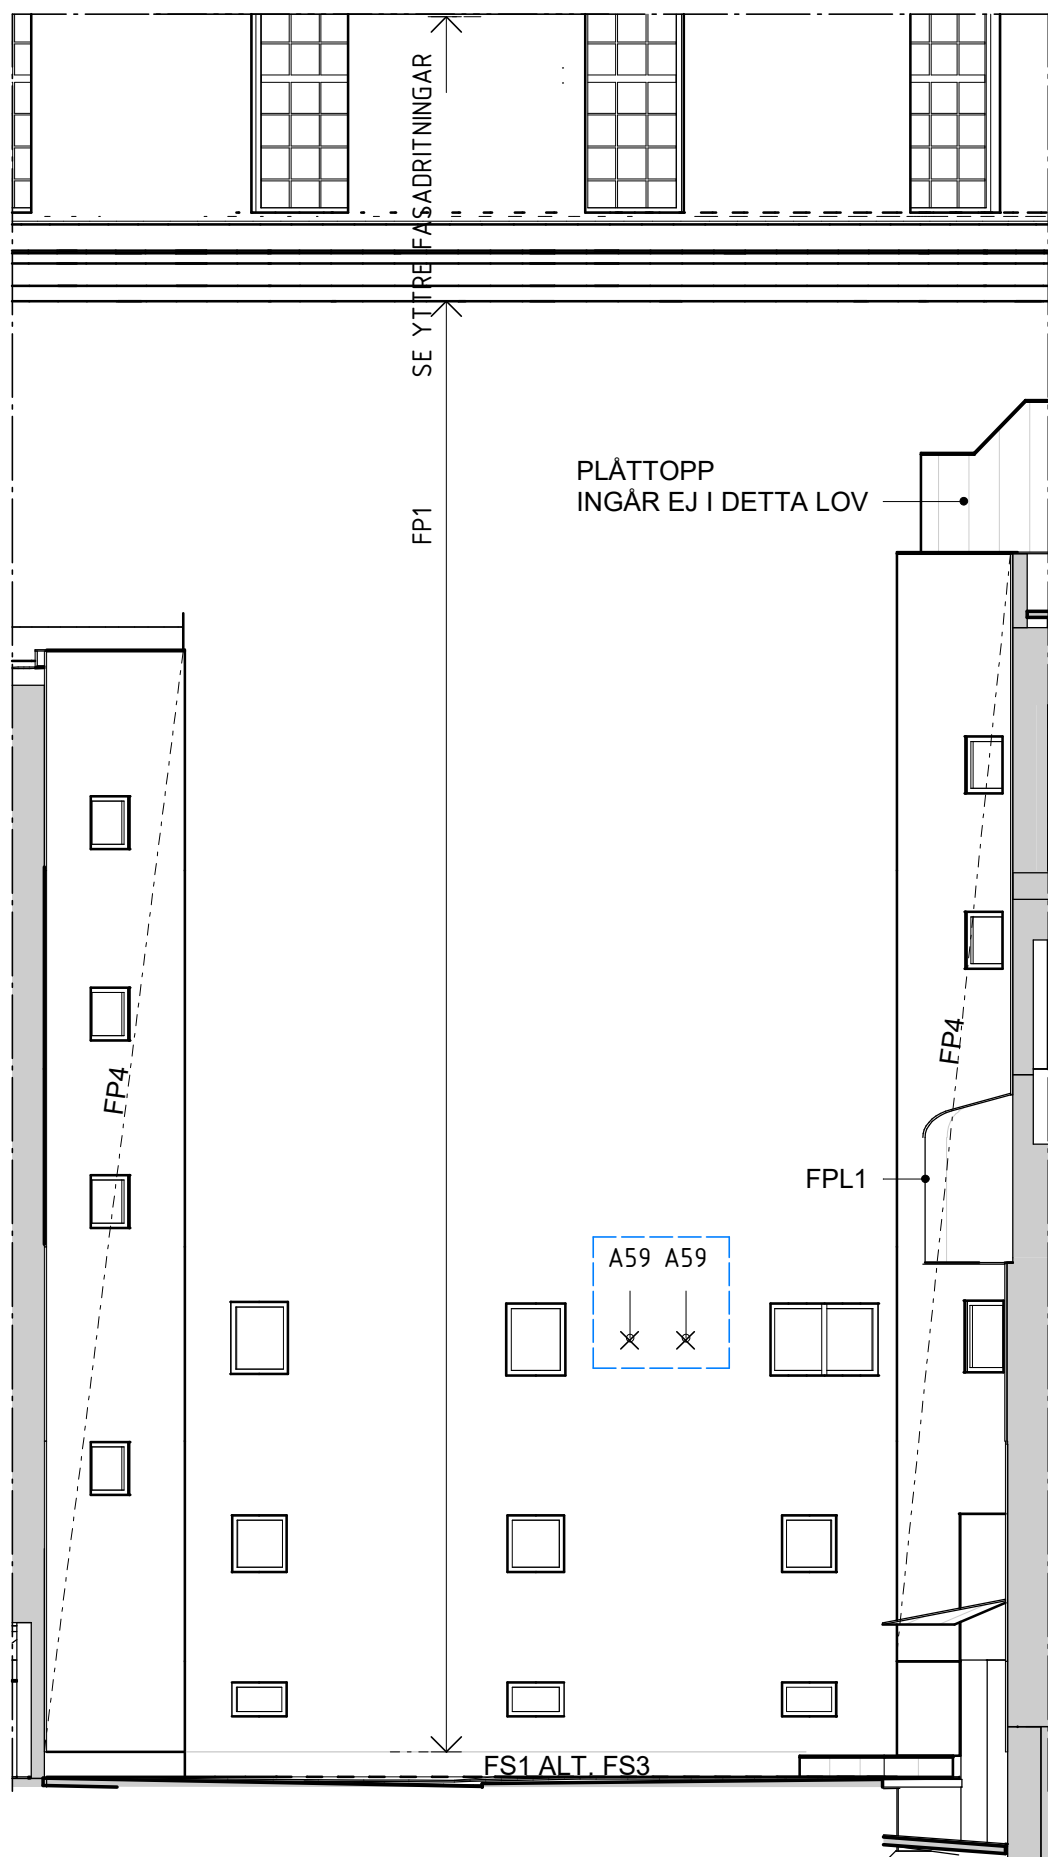 SE YTTRE FASADRITNINGAR
PLÅTTOPP
INGÅR EJ I DETTA LOV
FP1
FP4
FP4
FPL1
A59 A59
FS1 ALT. FS3